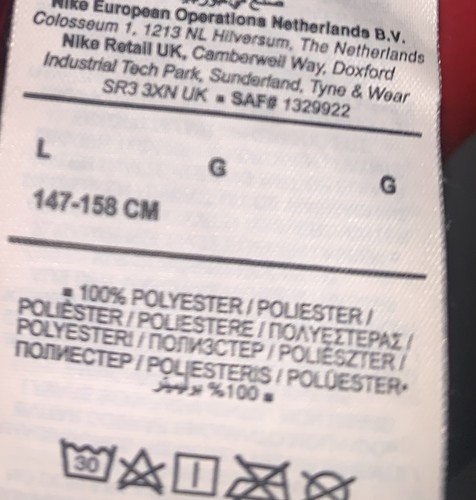 Nike European Operations Netherlands B.V.
Colosseum 1, 1213 NL Hilversum, The Netherlands
Nike Retail UK, Camberwell Way, Doxford
Industrial Tech Park, Sunderland, Tyne & Wear
SR3 3XN UK ▪ SAF# 1329922
L G G
147-158 CM
▪ 100% POLYESTER / POLIESTER /
POLIÉSTER / POLIESTERE / ΠΟΛΥΕΣΤΕΡΑΣ /
POLYESTERI / ПОЛИЭСТЕР / POLIÉSZTER /
ПОЛИЕСТЕР / POLJESTERIS / POLÜESTER▪
%100 ▪
30